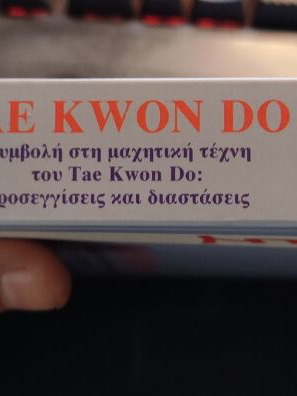 AE KWON DO
υμβολή στη μαχητική τέχνη
του Tae Kwon Do:
ροσεγγίσεις και διαστάσεις